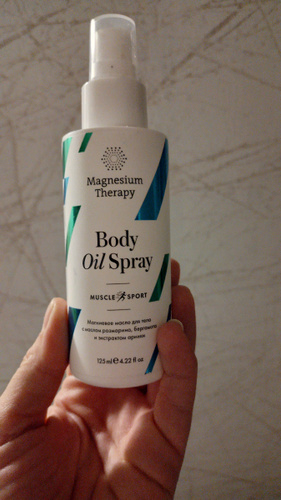 Magnesium
Therapy
Body
Oil Spray
MUSCLE SPORT
Магниевое масло для тела
с маслом розмарина, бергамота
и экстрактом арники
125 ml ℮ 4.22 fl oz